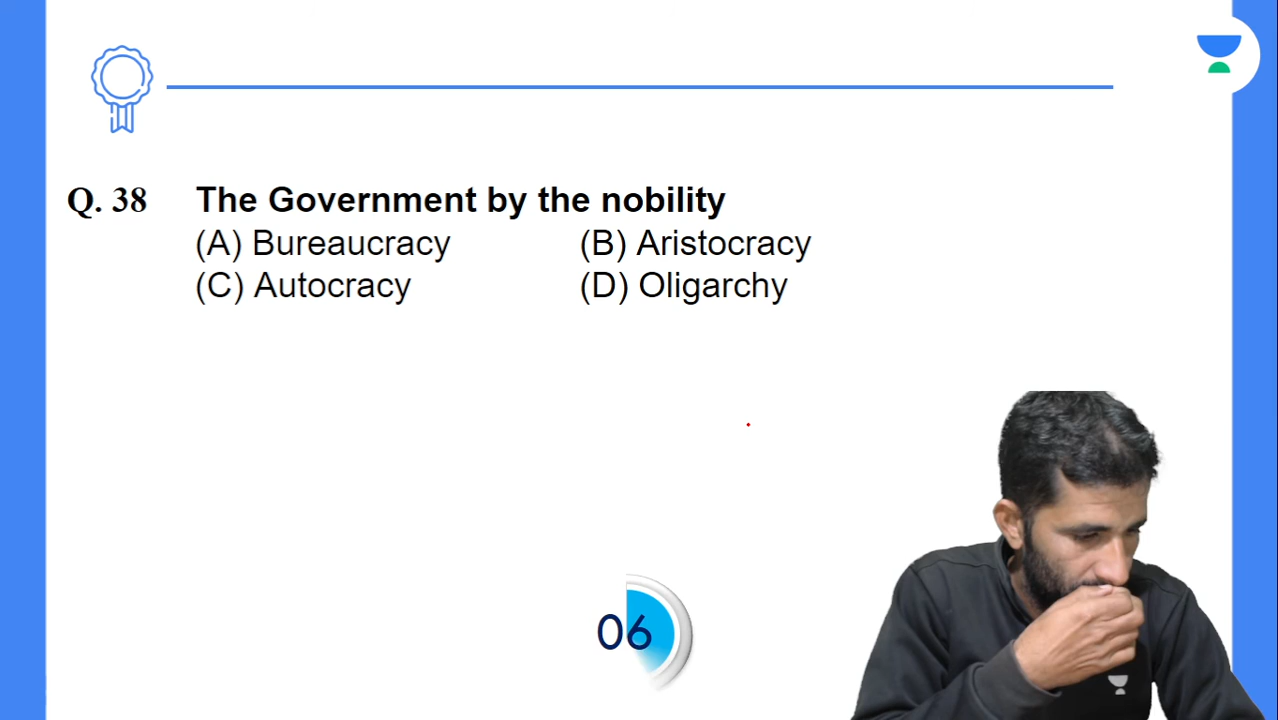 Q. 38 The Government by the nobility
(A) Bureaucracy (B) Aristocracy
(C) Autocracy (D) Oligarchy
06